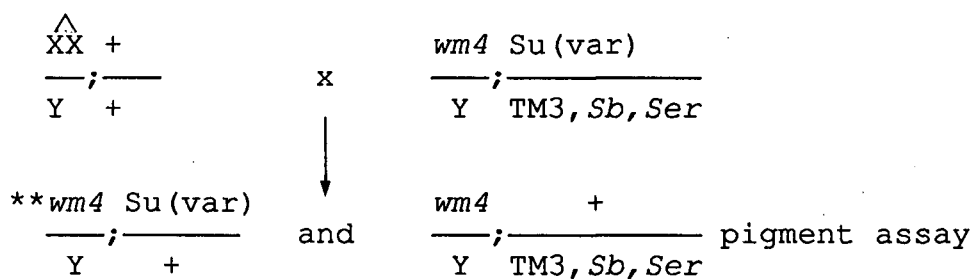 XX + wm4 Su(var)
; x ;
Y + Y TM3,Sb,Ser
**wm4 Su(var) wm4 +
; and ; pigment assay
Y + Y TM3,Sb,Ser